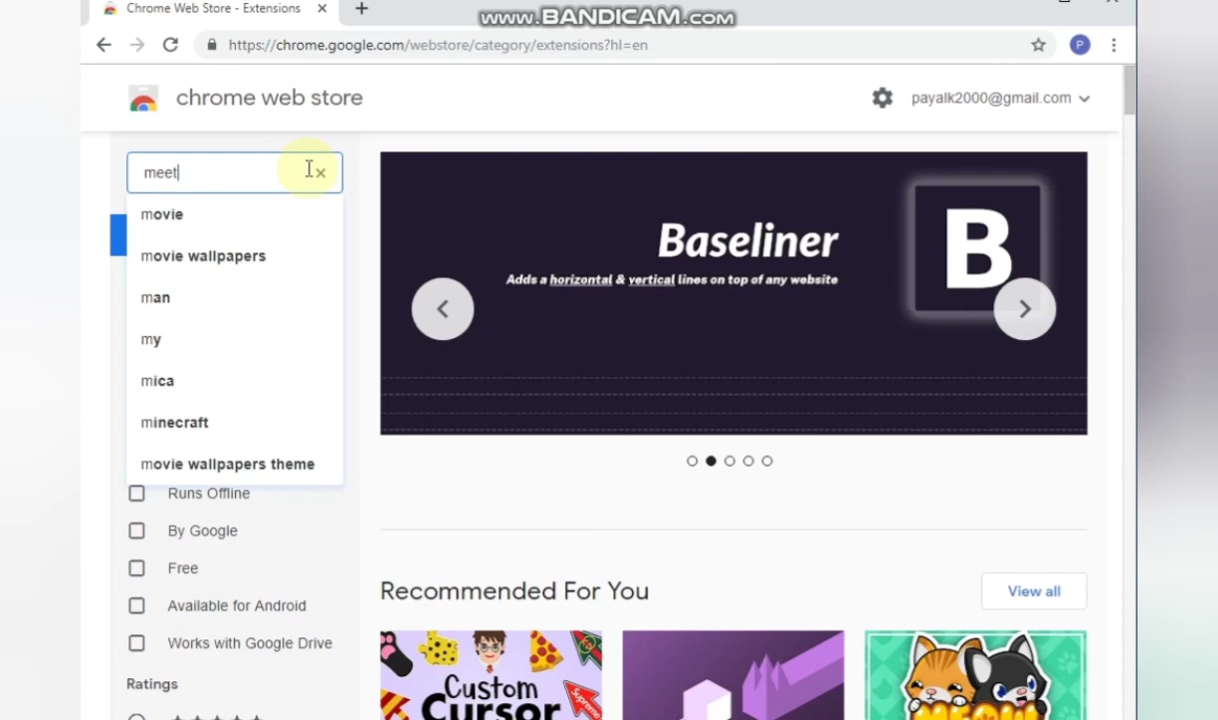 Chrome Web Store - Extensions
www.BANDICAM.com
https://chrome.google.com/webstore/category/extensions?hl=en
P
chrome web store
payalk2000@gmail.com
meet
movie
movie wallpapers
man
my
mica
minecraft
movie wallpapers theme
Runs Offline
By Google
Free
Available for Android
Works with Google Drive
Ratings
Baseliner
Adds a horizontal & vertical lines on top of any website
B
Recommended For You
View all
Custom
Cursor
Supreme
MEOW